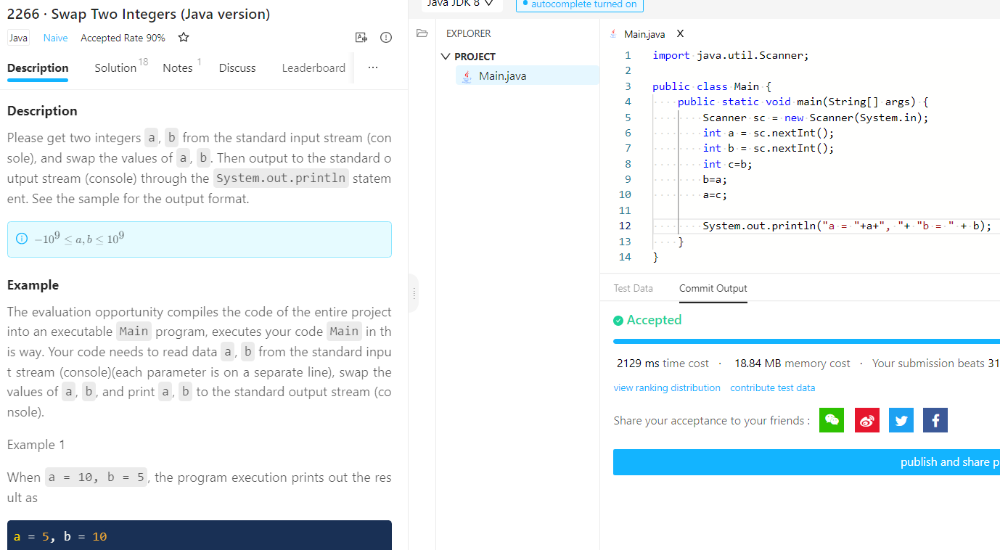 2266 · Swap Two Integers (Java version)
Java Naive Accepted Rate 90%
Description Solution 18 Notes 1 Discuss Leaderboard ...
Description
Please get two integers a, b from the standard input stream (con
sole), and swap the values of a, b. Then output to the standard o
utput stream (console) through the System.out.println statem
ent. See the sample for the output format.
−10⁹ ≤ a, b ≤ 10⁹
Example
The evaluation opportunity compiles the code of the entire project
into an executable Main program, executes your code Main in th
is way. Your code needs to read data a, b from the standard inpu
t stream (console)(each parameter is on a separate line), swap the
values of a, b, and print a, b to the standard output stream (co
nsole).
Example 1
When a = 10, b = 5, the program execution prints out the res
ult as
a = 5, b = 10
Java JDK 8
autocomplete turned on
EXPLORER
PROJECT
Main.java
Main.java X
1 import java.util.Scanner;
2
3 public class Main {
4     public static void main(String[] args) {
5         Scanner sc = new Scanner(System.in);
6         int a = sc.nextInt();
7         int b = sc.nextInt();
8         int c=b;
9         b=a;
10         a=c;
11
12         System.out.println("a = "+a+", "+ "b = " + b);
13     }
14 }
Test Data Commit Output
Accepted
2129 ms time cost · 18.84 MB memory cost · Your submission beats 31
view ranking distribution contribute test data
Share your acceptance to your friends :
publish and share p